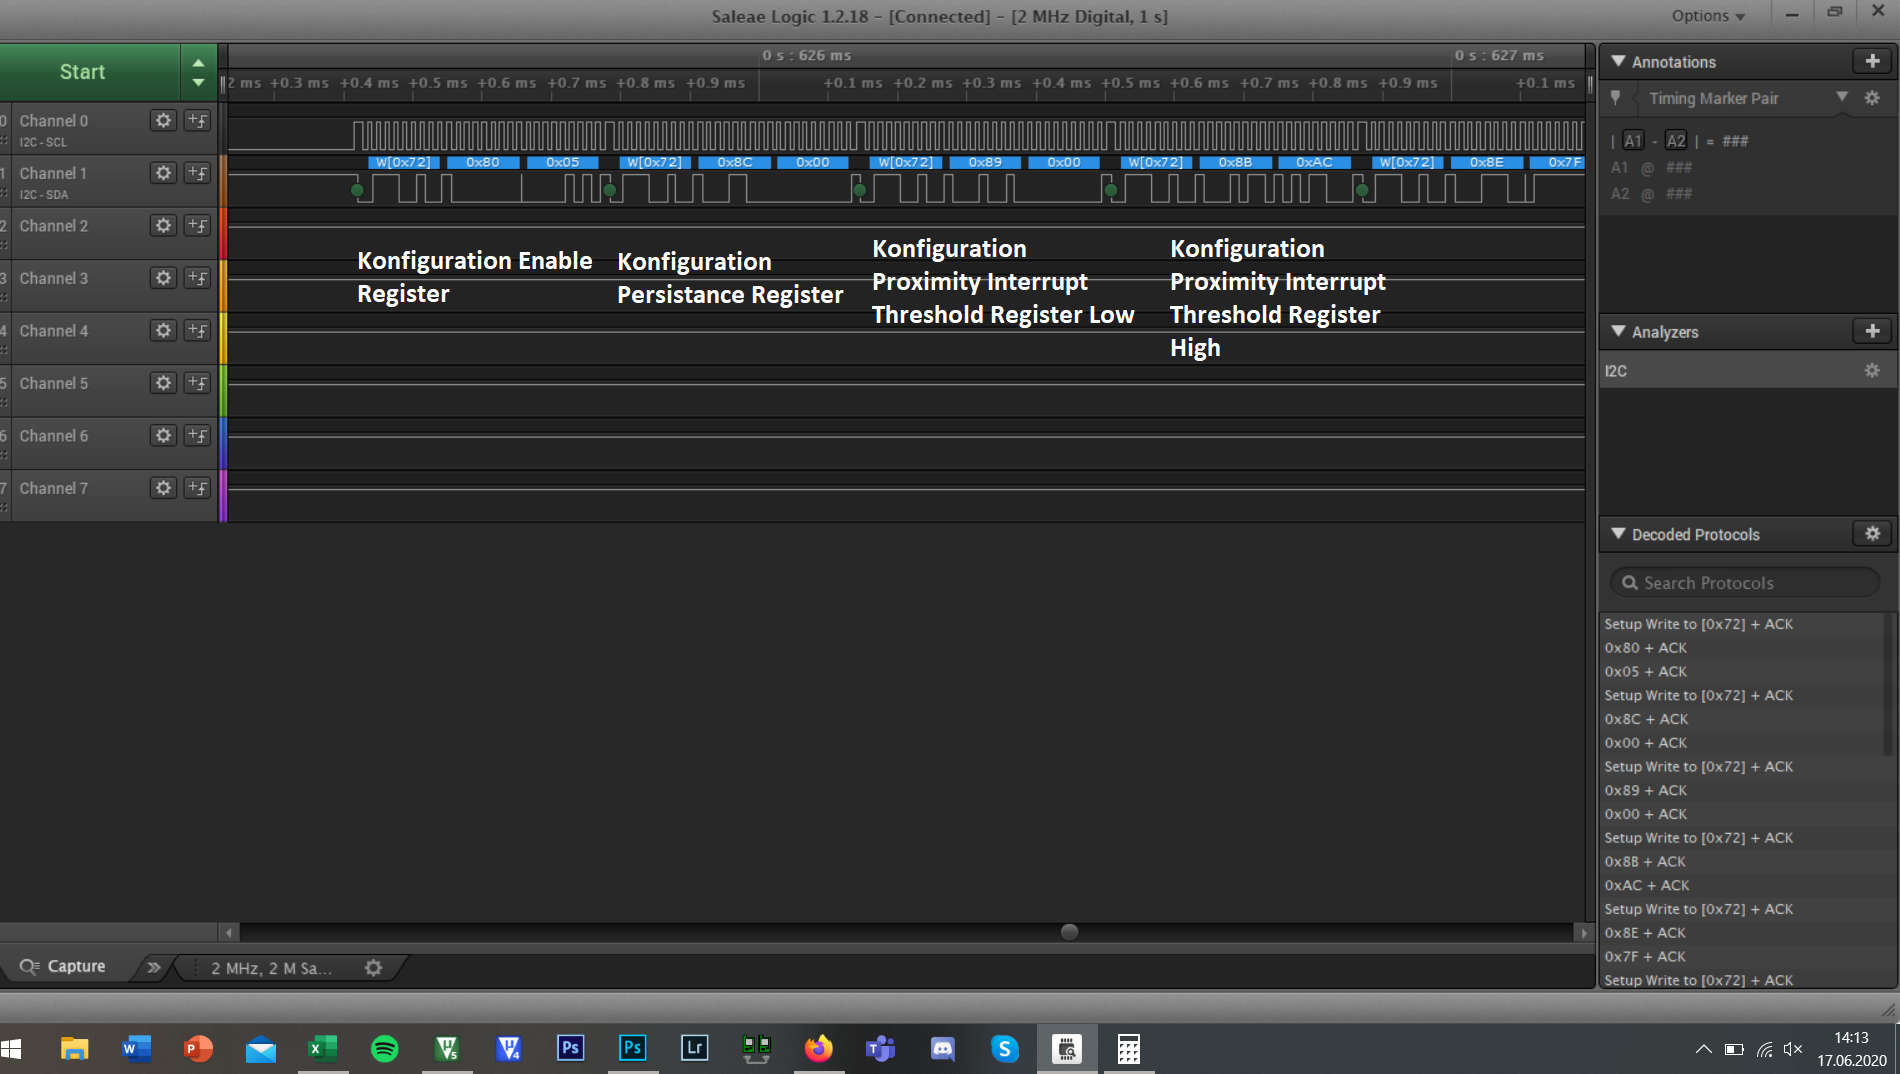 Saleae Logic 1.2.18 - [Connected] - [2 MHz Digital, 1 s]
Options
Start
0 s : 626 ms
0 s : 627 ms
2 ms +0.3 ms +0.4 ms +0.5 ms +0.6 ms +0.7 ms +0.8 ms +0.9 ms +0.1 ms +0.2 ms +0.3 ms +0.4 ms +0.5 ms +0.6 ms +0.7 ms +0.8 ms +0.9 ms +0.1 ms
0 Channel 0
I2C - SCL
1 Channel 1
I2C - SDA
W[0x72] 0x80 0x05 W[0x72] 0x8C 0x00 W[0x72] 0x89 0x00 W[0x72] 0x8B 0xAC W[0x72] 0x8E 0x7F
2 Channel 2
3 Channel 3
4 Channel 4
5 Channel 5
6 Channel 6
7 Channel 7
Konfiguration Enable
Register
Konfiguration
Persistance Register
Konfiguration
Proximity Interrupt
Threshold Register Low
Konfiguration
Proximity Interrupt
Threshold Register
High
Annotations
Timing Marker Pair
| A1 - A2 | = ###
A1 @ ###
A2 @ ###
Analyzers
I2C
Decoded Protocols
Search Protocols
Setup Write to [0x72] + ACK
0x80 + ACK
0x05 + ACK
Setup Write to [0x72] + ACK
0x8C + ACK
0x00 + ACK
Setup Write to [0x72] + ACK
0x89 + ACK
0x00 + ACK
Setup Write to [0x72] + ACK
0x8B + ACK
0xAC + ACK
Setup Write to [0x72] + ACK
0x8E + ACK
0x7F + ACK
Setup Write to [0x72] + ACK
Capture
2 MHz, 2 M Sa...
W P X V5 V4 Ps Ps Lr T S
14:13
17.06.2020